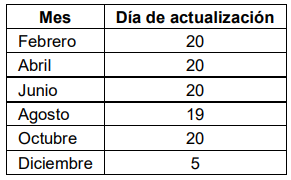 Mes Día de actualización
Febrero 20
Abril 20
Junio 20
Agosto 19
Octubre 20
Diciembre 5